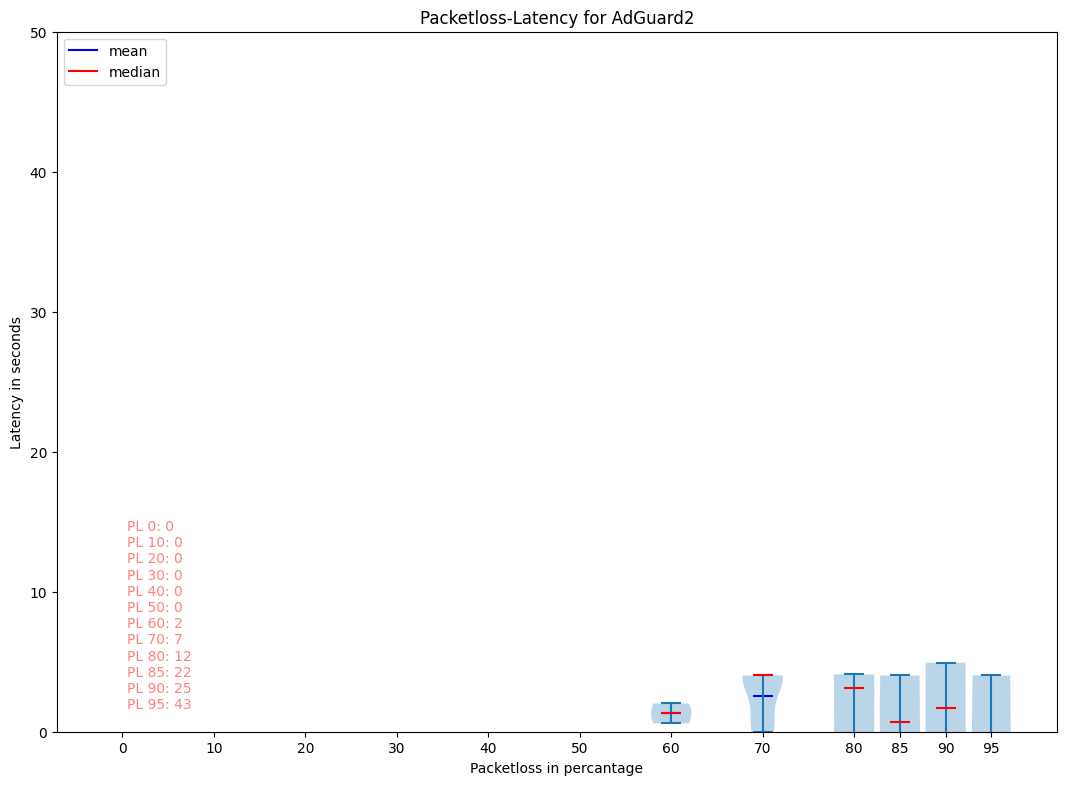 Packetloss-Latency for AdGuard2
50
mean
median
40
30
Latency in seconds
20
PL 0: 0
PL 10: 0
PL 20: 0
PL 30: 0
PL 40: 0
PL 50: 0
PL 60: 2
PL 70: 7
PL 80: 12
PL 85: 22
PL 90: 25
PL 95: 43
10
0
0 10 20 30 40 50 60 70 80 85 90 95
Packetloss in percantage